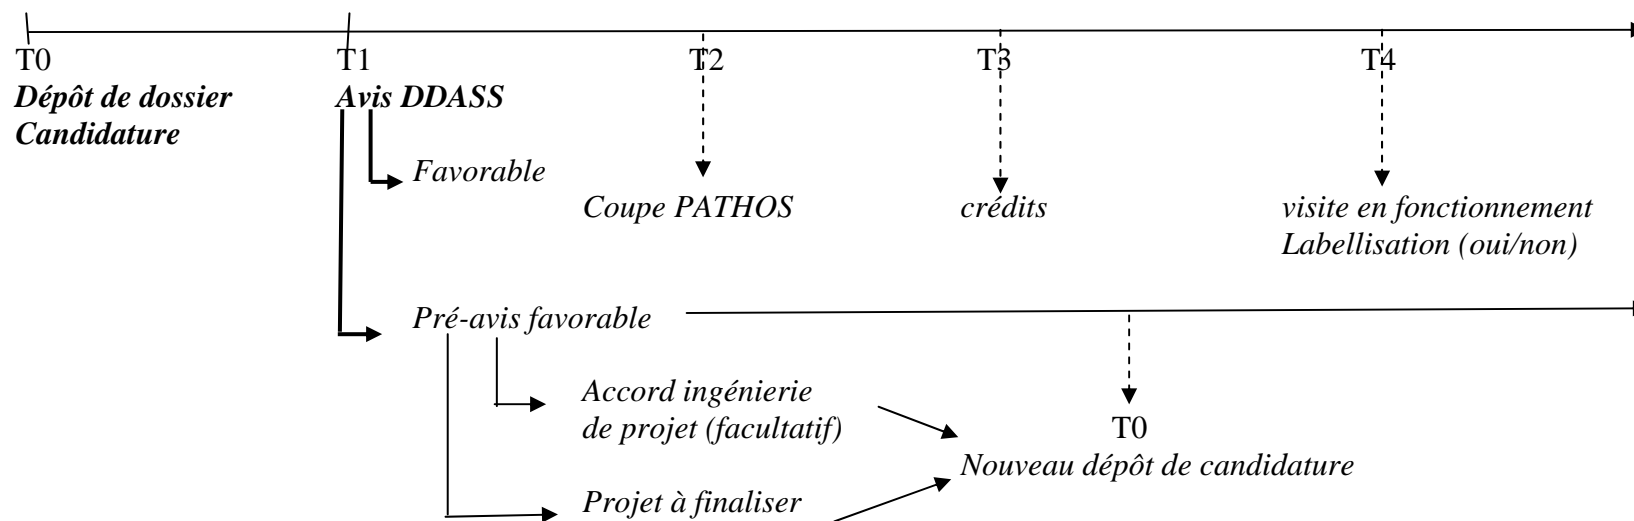 T0 T1 T2 T3 T4
Dépôt de dossier Avis DDASS
Candidature
Favorable
Coupe PATHOS crédits visite en fonctionnement
Labellisation (oui/non)
Pré-avis favorable
Accord ingénierie
de projet (facultatif) T0
Nouveau dépôt de candidature
Projet à finaliser